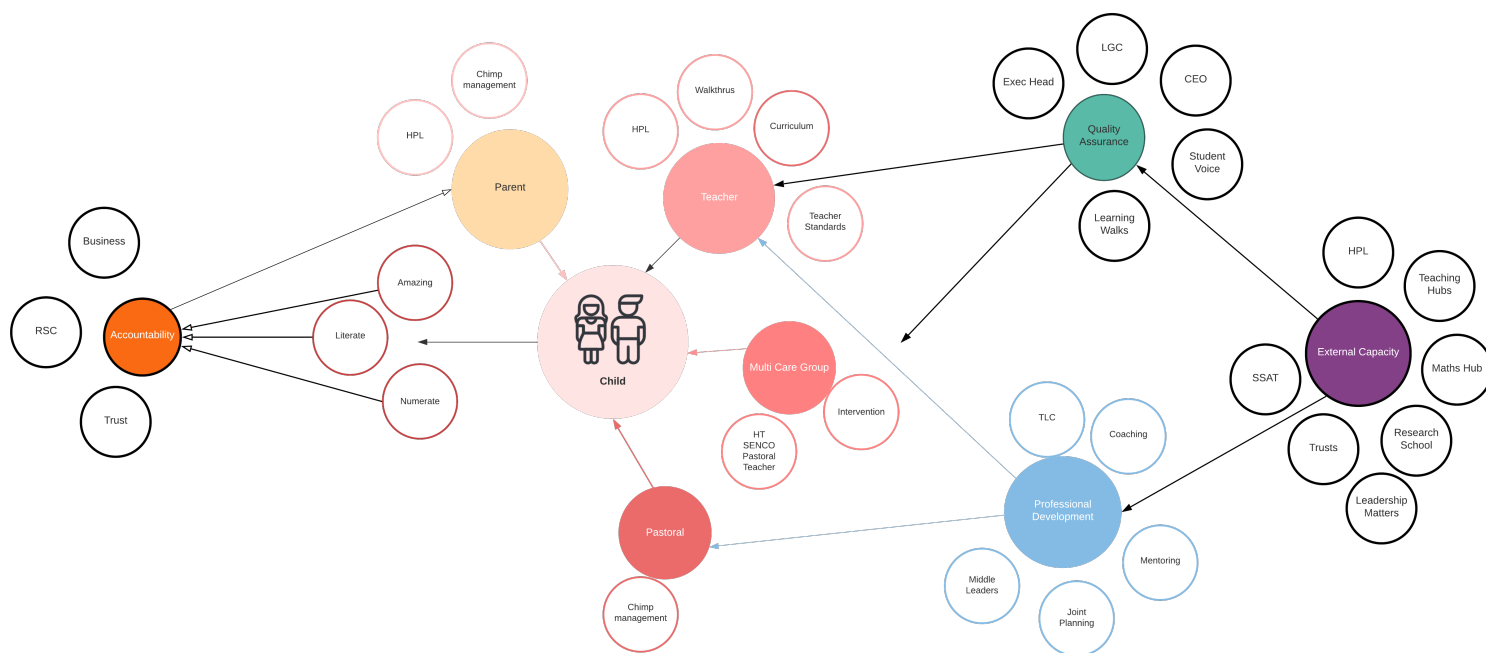 Chimp
management
HPL
Parent
Walkthrus
HPL
Curriculum
Teacher
Teacher
Standards
LGC
Exec Head
CEO
Quality
Assurance
Student
Voice
Learning
Walks
Business
RSC
Accountability
Trust
Amazing
Literate
Numerate
Child
Multi Care Group
Intervention
HT
SENCO
Pastoral
Teacher
Pastoral
Chimp
management
TLC
Coaching
Professional
Development
Mentoring
Middle
Leaders
Joint
Planning
HPL
Teaching
Hubs
External Capacity
SSAT
Maths Hub
Trusts
Research
School
Leadership
Matters